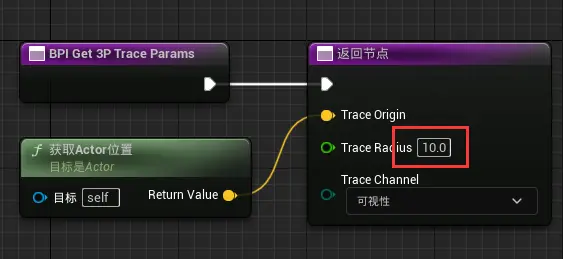 BPI Get 3P Trace Params
返回节点
Trace Origin
Trace Radius 10.0
Trace Channel
可视性
获取Actor位置
目标是Actor
目标 self Return Value